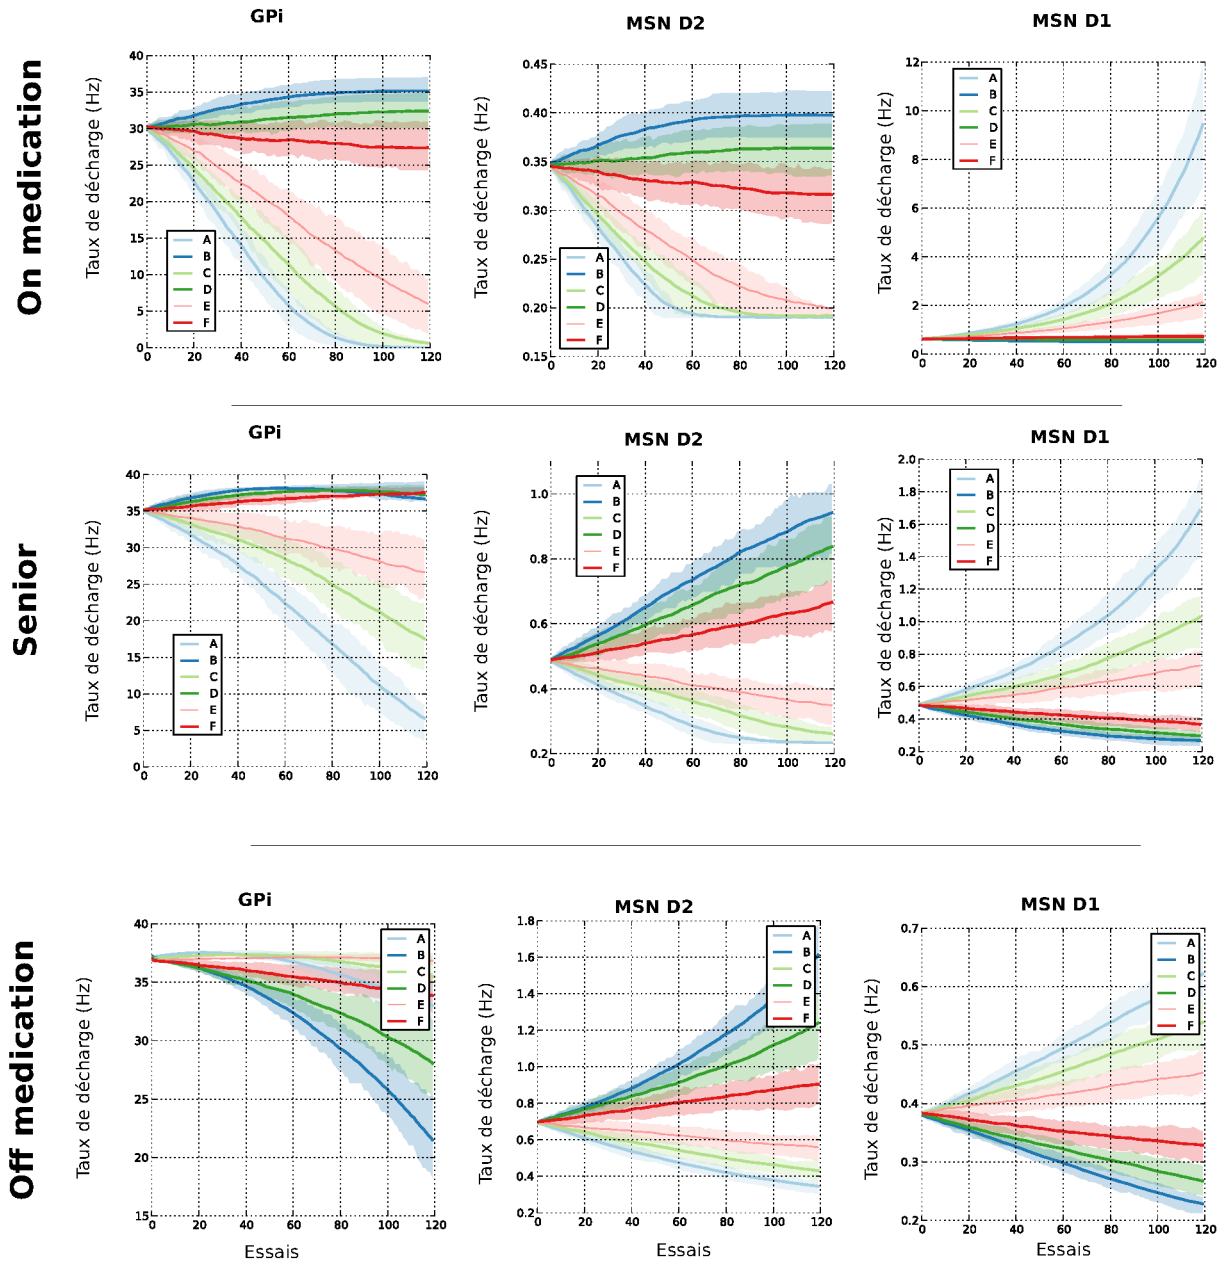 On medication
GPi
MSN D2
MSN D1
Taux de décharge (Hz)
40
35
30
25
20
15
10
5
0
0 20 40 60 80 100 120
A
B
C
D
E
F
Taux de décharge (Hz)
0.45
0.40
0.35
0.30
0.25
0.20
0.15
0 20 40 60 80 100 120
A
B
C
D
E
F
Taux de décharge (Hz)
12
10
8
6
4
2
0
0 20 40 60 80 100 120
A
B
C
D
E
F
Senior
GPi
MSN D2
MSN D1
Taux de décharge (Hz)
40
35
30
25
20
15
10
5
0
0 20 40 60 80 100 120
A
B
C
D
E
F
Taux de décharge (Hz)
1.0
0.8
0.6
0.4
0.2
0 20 40 60 80 100 120
A
B
C
D
E
F
Taux de décharge (Hz)
2.0
1.8
1.6
1.4
1.2
1.0
0.8
0.6
0.4
0.2
0 20 40 60 80 100 120
A
B
C
D
E
F
Off medication
GPi
MSN D2
MSN D1
Taux de décharge (Hz)
40
35
30
25
20
15
0 20 40 60 80 100 120
A
B
C
D
E
F
Essais
Taux de décharge (Hz)
1.8
1.6
1.4
1.2
1.0
0.8
0.6
0.4
0.2
0 20 40 60 80 100 120
A
B
C
D
E
F
Essais
Taux de décharge (Hz)
0.7
0.6
0.5
0.4
0.3
0.2
0 20 40 60 80 100 120
A
B
C
D
E
F
Essais